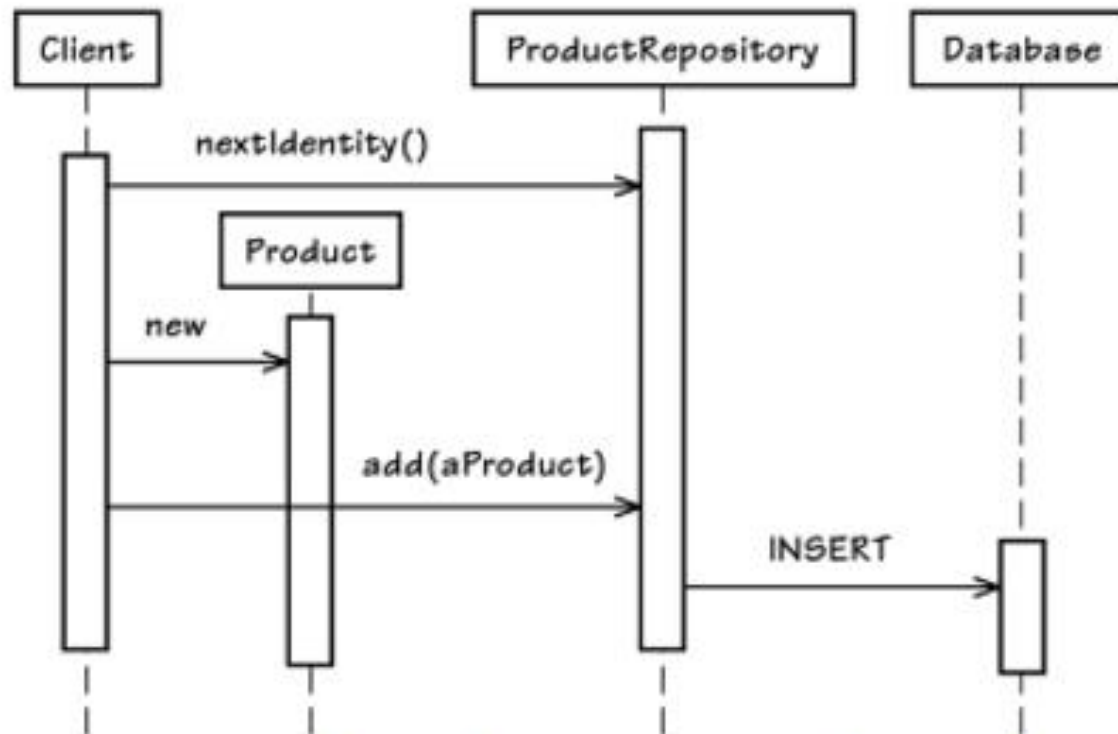 Client
ProductRepository
Database
nextIdentity()
Product
new
add(aProduct)
INSERT